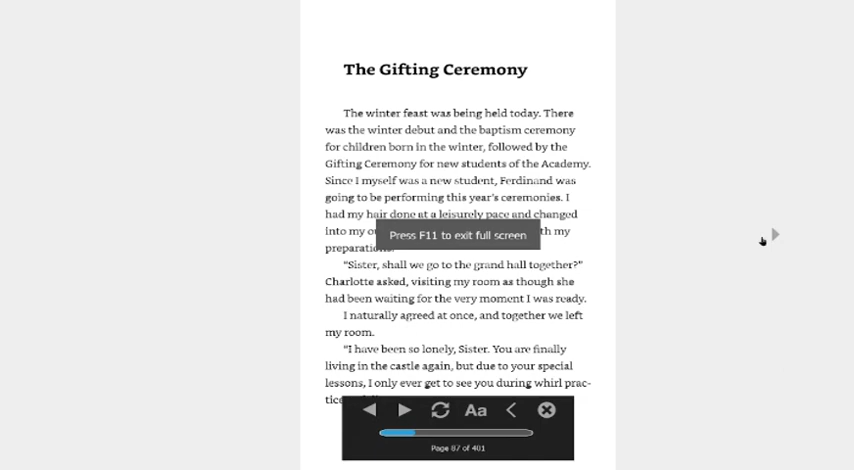 The Gifting Ceremony
The winter feast was being held today. There
was the winter debut and the baptism ceremony
for children born in the winter, followed by the
Gifting Ceremony for new students of the Academy.
Since I myself was a new student, Ferdinand was
going to be performing this year's ceremonies. I
had my hair done at a leisurely pace and changed
into my my
Press F11 to exit full screen
"Sister, shall we go to the grand hall together?"
Charlotte asked, visiting my room as though she
had been waiting for the very moment I was ready.
I naturally agreed at once, and together we left
my room.
"I have been so lonely, Sister. You are finally
living in the castle again, but due to your special
lessons, I only ever get to see you during whirl prac-
Aa
Page 87 of 401